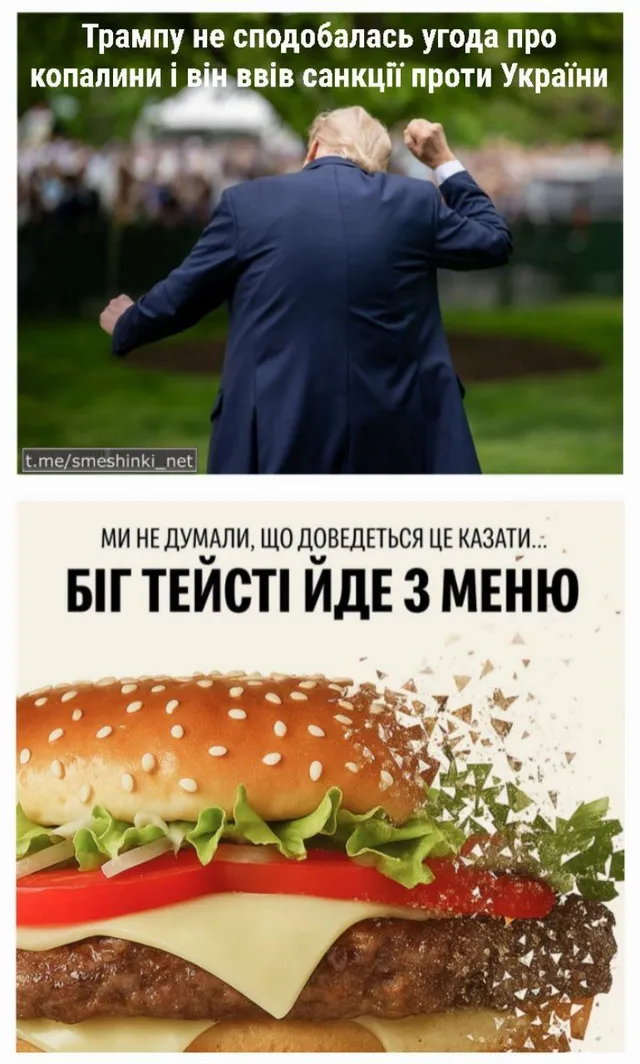 Трампу не сподобалась угода про
копалини і він ввів санкції проти України
t.me/smeshinki_net
МИ НЕ ДУМАЛИ, ЩО ДОВЕДЕТЬСЯ ЦЕ КАЗАТИ...
БІГ ТЕЙСТІ ЙДЕ З МЕНЮ